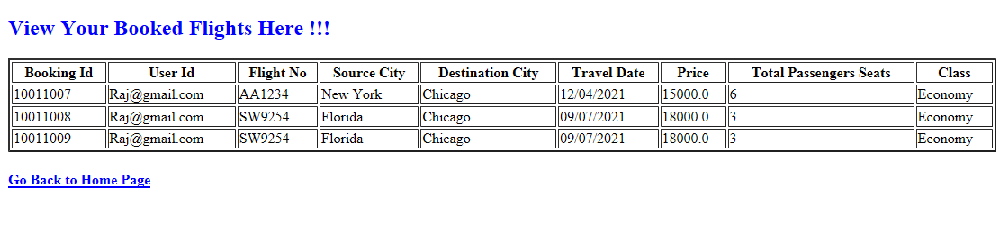 View Your Booked Flights Here !!!
Booking Id User Id Flight No Source City Destination City Travel Date Price Total Passengers Seats Class
10011007 Raj@gmail.com AA1234 New York Chicago 12/04/2021 15000.0 6 Economy
10011008 Raj@gmail.com SW9254 Florida Chicago 09/07/2021 18000.0 3 Economy
10011009 Raj@gmail.com SW9254 Florida Chicago 09/07/2021 18000.0 3 Economy
Go Back to Home Page